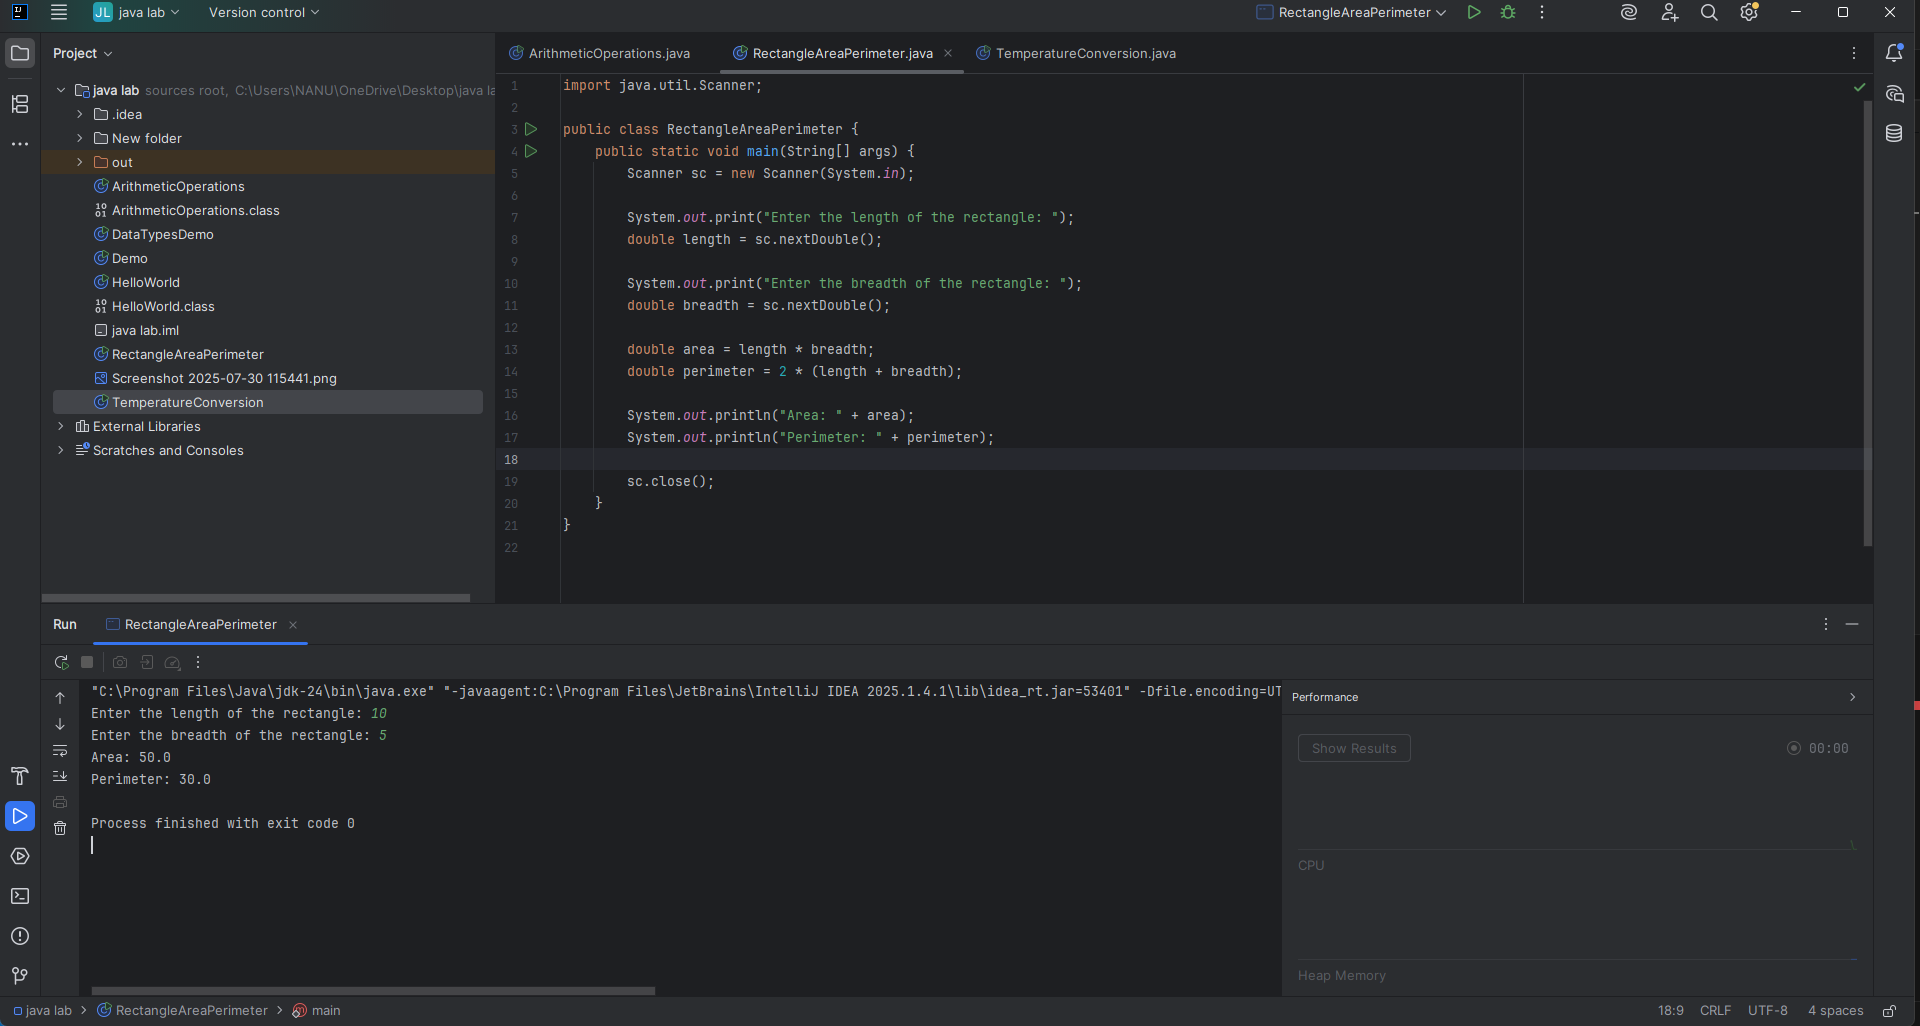 JL java lab Version control RectangleAreaPerimeter
Project
java lab sources root, C:\Users\NANU\OneDrive\Desktop\java la
.idea
New folder
out
ArithmeticOperations
ArithmeticOperations.class
DataTypesDemo
Demo
HelloWorld
HelloWorld.class
java lab.iml
RectangleAreaPerimeter
Screenshot 2025-07-30 115441.png
TemperatureConversion
External Libraries
Scratches and Consoles
ArithmeticOperations.java RectangleAreaPerimeter.java TemperatureConversion.java
1 import java.util.Scanner;
2
3 public class RectangleAreaPerimeter {
4 public static void main(String[] args) {
5 Scanner sc = new Scanner(System.in);
6
7 System.out.print("Enter the length of the rectangle: ");
8 double length = sc.nextDouble();
9
10 System.out.print("Enter the breadth of the rectangle: ");
11 double breadth = sc.nextDouble();
12
13 double area = length * breadth;
14 double perimeter = 2 * (length + breadth);
15
16 System.out.println("Area: " + area);
17 System.out.println("Perimeter: " + perimeter);
18
19 sc.close();
20 }
21 }
22
Run RectangleAreaPerimeter
"C:\Program Files\Java\jdk-24\bin\java.exe" "-javaagent:C:\Program Files\JetBrains\IntelliJ IDEA 2025.1.4.1\lib\idea_rt.jar=53401" -Dfile.encoding=UT
Enter the length of the rectangle: 10
Enter the breadth of the rectangle: 5
Area: 50.0
Perimeter: 30.0
Process finished with exit code 0
Performance
Show Results 00:00
CPU
Heap Memory
java lab RectangleAreaPerimeter main 18:9 CRLF UTF-8 4 spaces